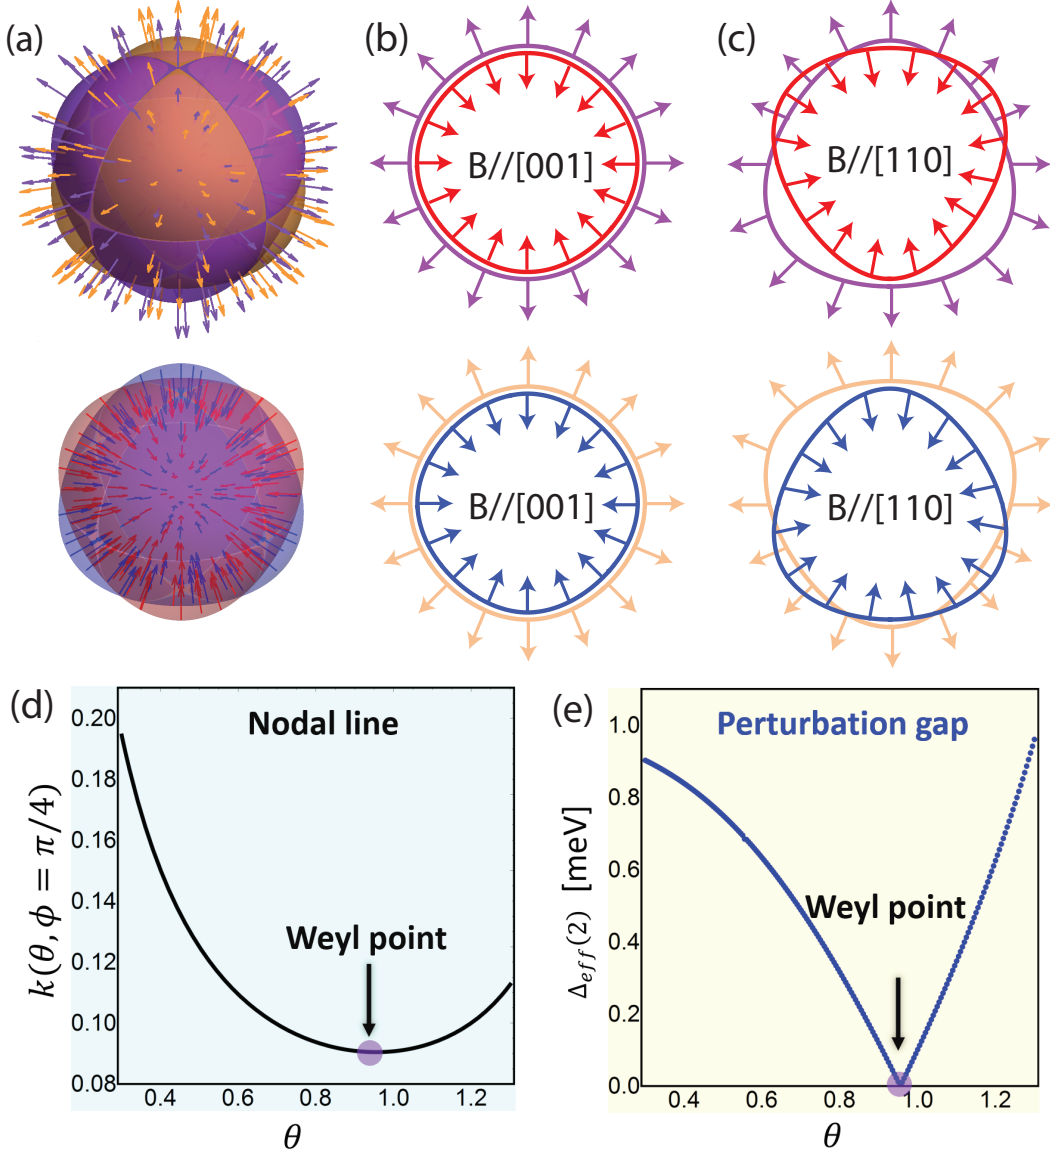 (a)
(b)
(c)
B//[001]
B//[110]
B//[001]
B//[110]
(d)
Nodal line
Weyl point
k(θ, ϕ = π/4)
0.20
0.18
0.16
0.14
0.12
0.10
0.08
0.4
0.6
0.8
1.0
1.2
θ
(e)
Perturbation gap
Weyl point
Δeff(2) [meV]
1.0
0.8
0.6
0.4
0.2
0.0
0.4
0.6
0.8
1.0
1.2
θ